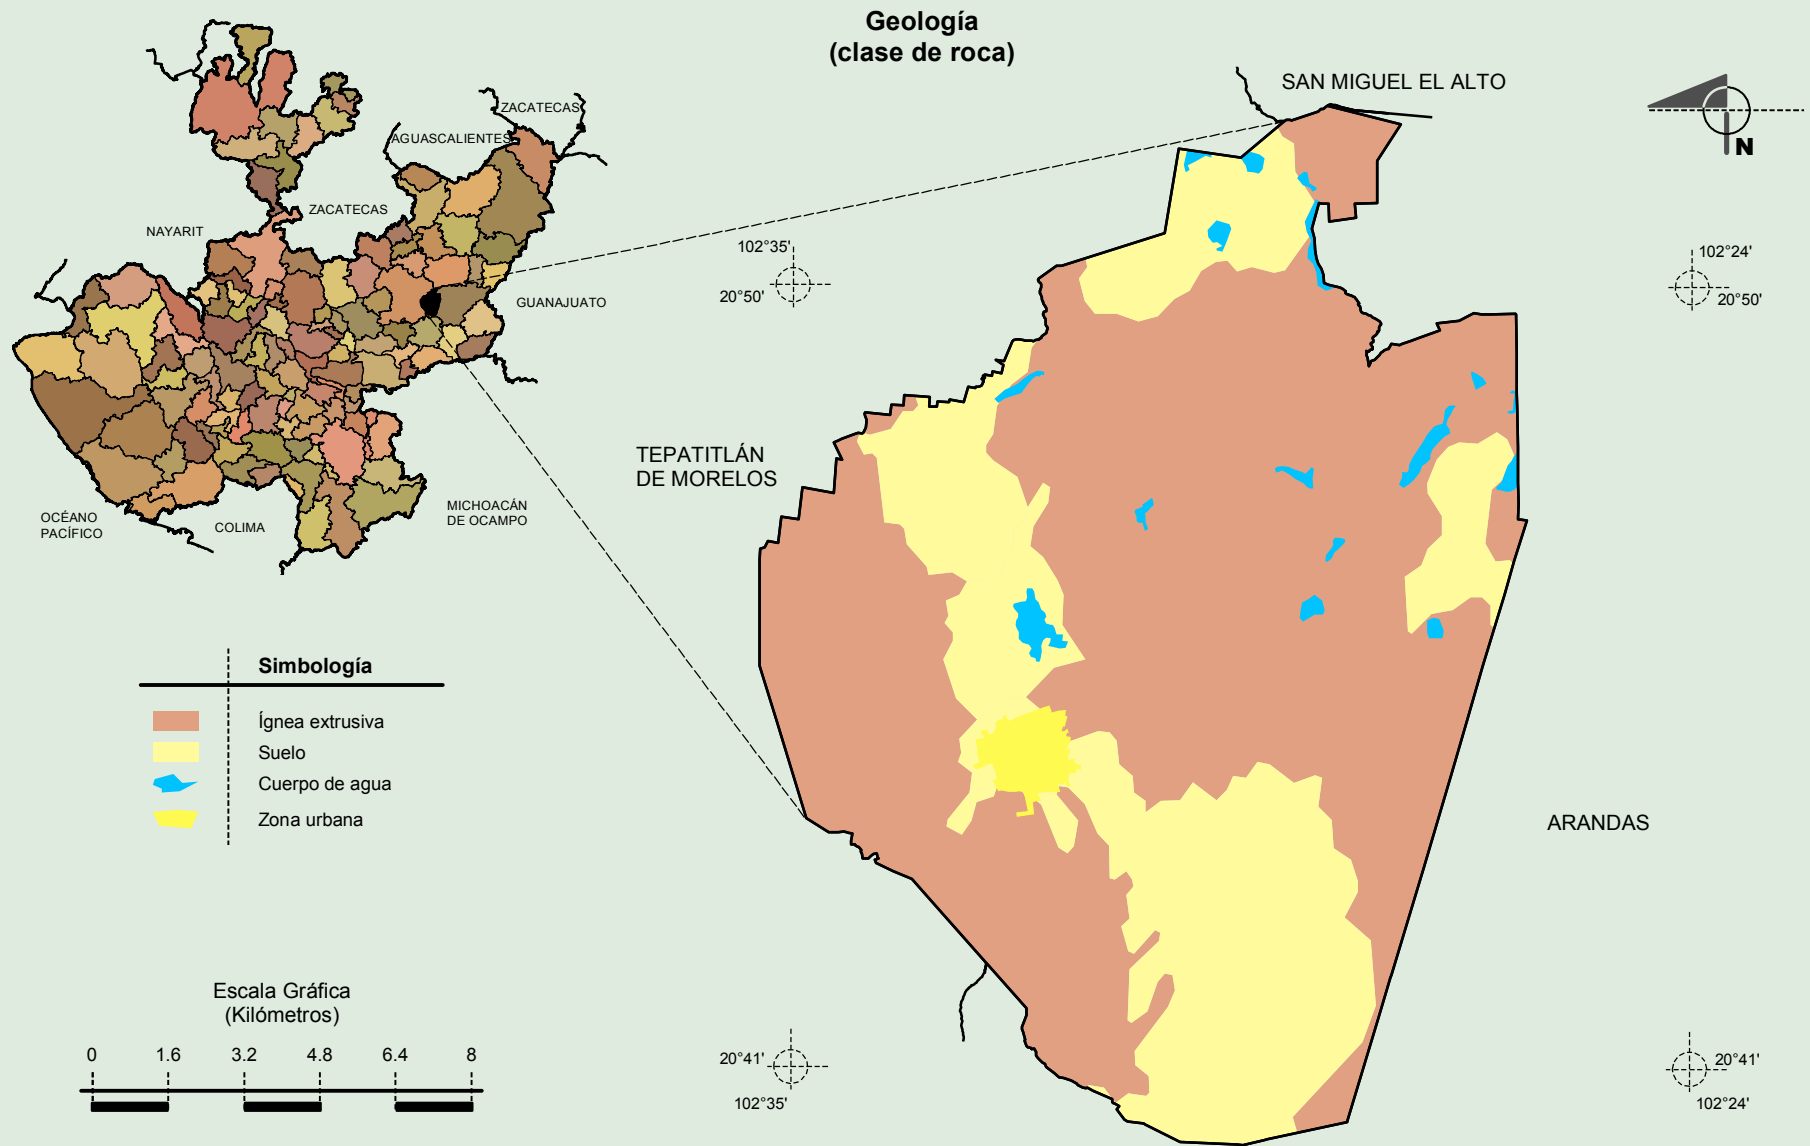 Geología
(clase de roca)
SAN MIGUEL EL ALTO
N
ZACATECAS
AGUASCALIENTES
ZACATECAS
NAYARIT
GUANAJUATO
OCÉANO
PACÍFICO
COLIMA
MICHOACÁN
DE OCAMPO
102°35'
20°50'
102°24'
20°50'
TEPATITLÁN
DE MORELOS
ARANDAS
Simbología
Ígnea extrusiva
Suelo
Cuerpo de agua
Zona urbana
Escala Gráfica
(Kilómetros)
0 1.6 3.2 4.8 6.4 8
20°41'
102°35'
20°41'
102°24'